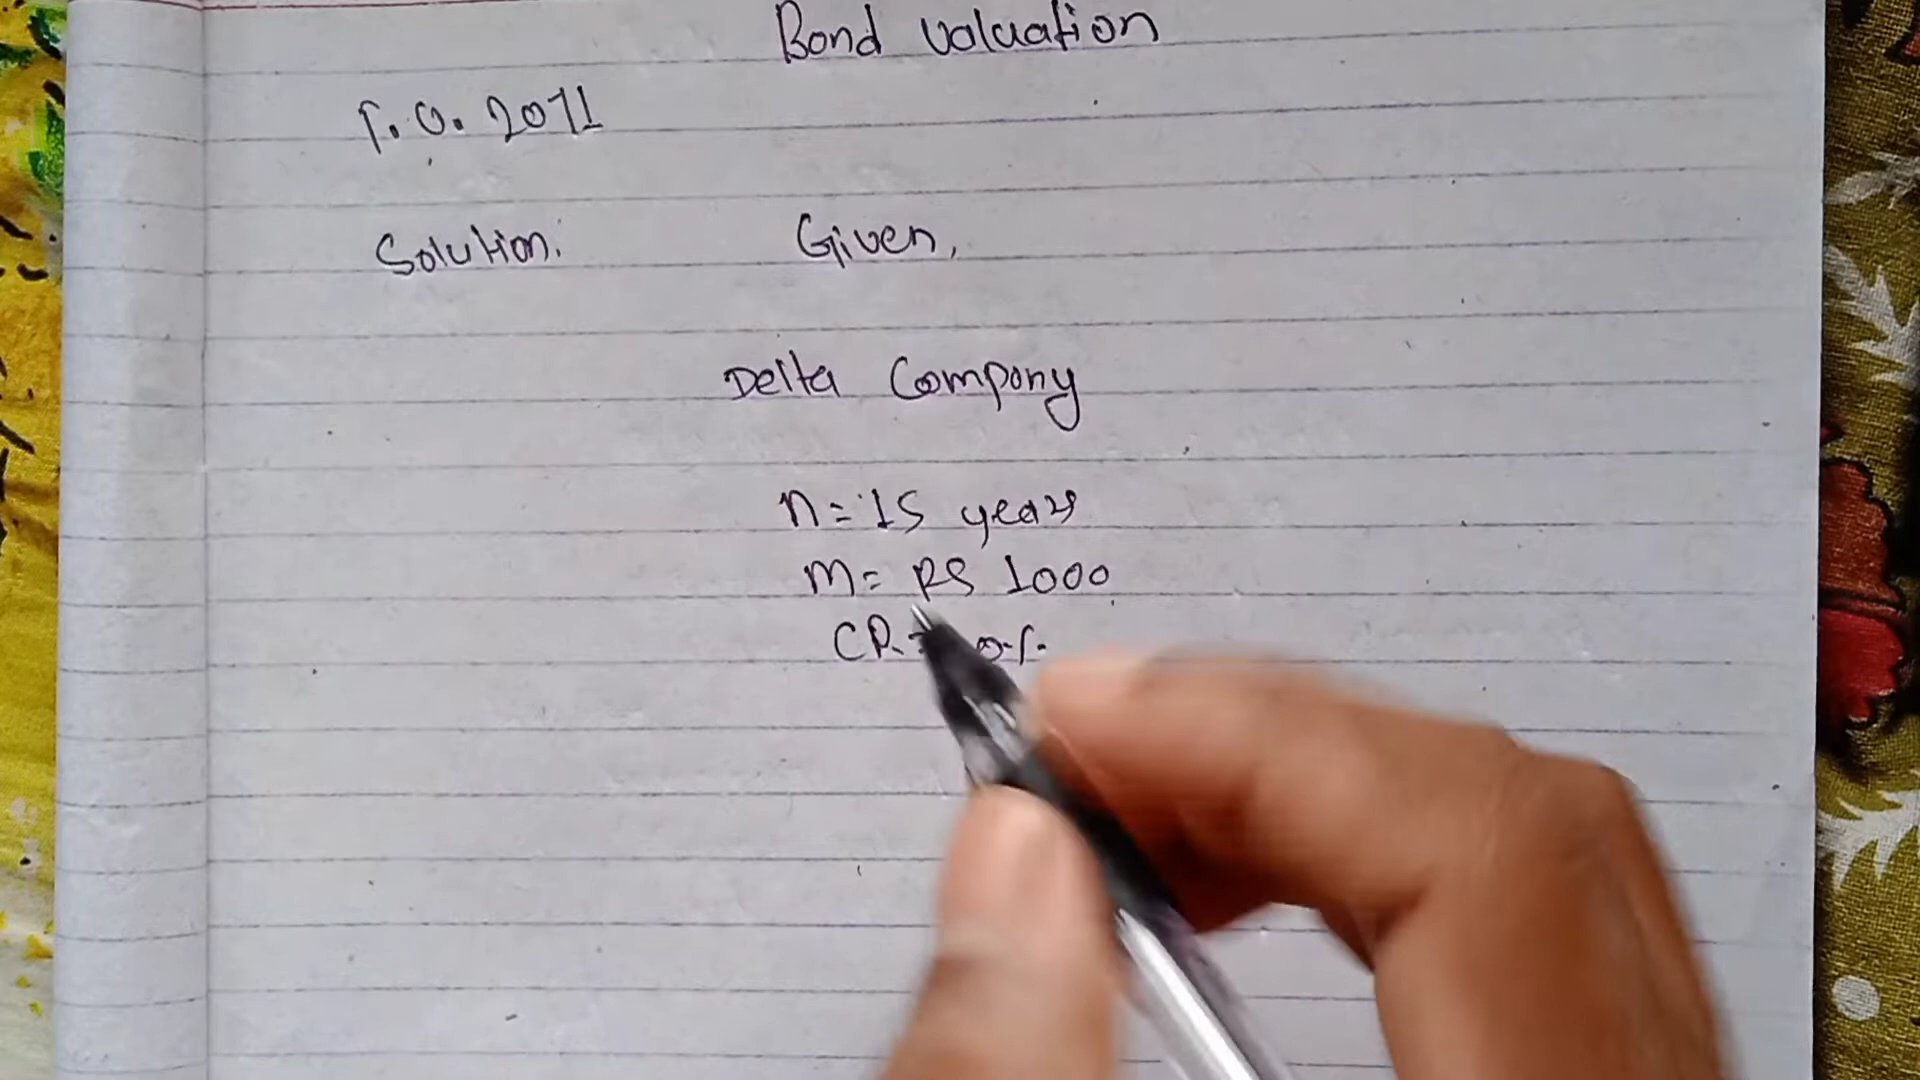 Bond Valuation
T.U. 2071
Solution: Given,
Delta Company
n = 15 years
M = RS 1000
CR =